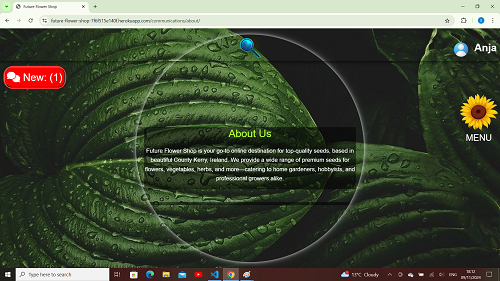 Future Flower Shop
future-flower-shop-1f6f515e140f.herokuapp.com/communications/about/
Anja
New: (1)
MENU
About Us
Future Flower Shop is your go-to online destination for top-quality seeds, based in
beautiful County Kerry, Ireland. We provide a wide range of premium seeds for
flowers, vegetables, herbs, and more—catering to home gardeners, hobbyists, and
professional growers alike.
Type here to search
13°C Cloudy
ENG
18:12
09/11/2024